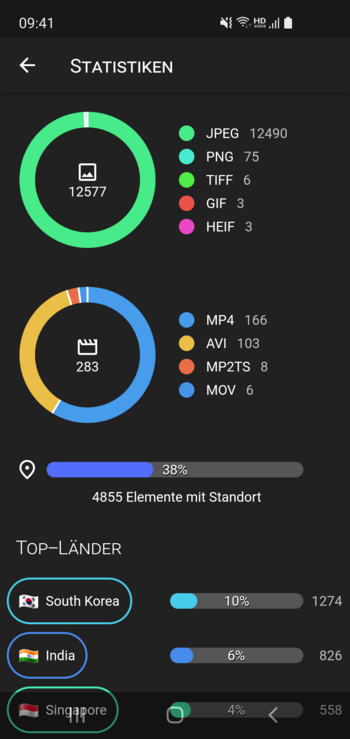 09:41
HD
VOICE
STATISTIKEN
12577
JPEG 12490
PNG 75
TIFF 6
GIF 3
HEIF 3
283
MP4 166
AVI 103
MP2TS 8
MOV 6
38%
4855 Elemente mit Standort
TOP-LÄNDER
South Korea 10% 1274
India 6% 826
Singapore 4% 558